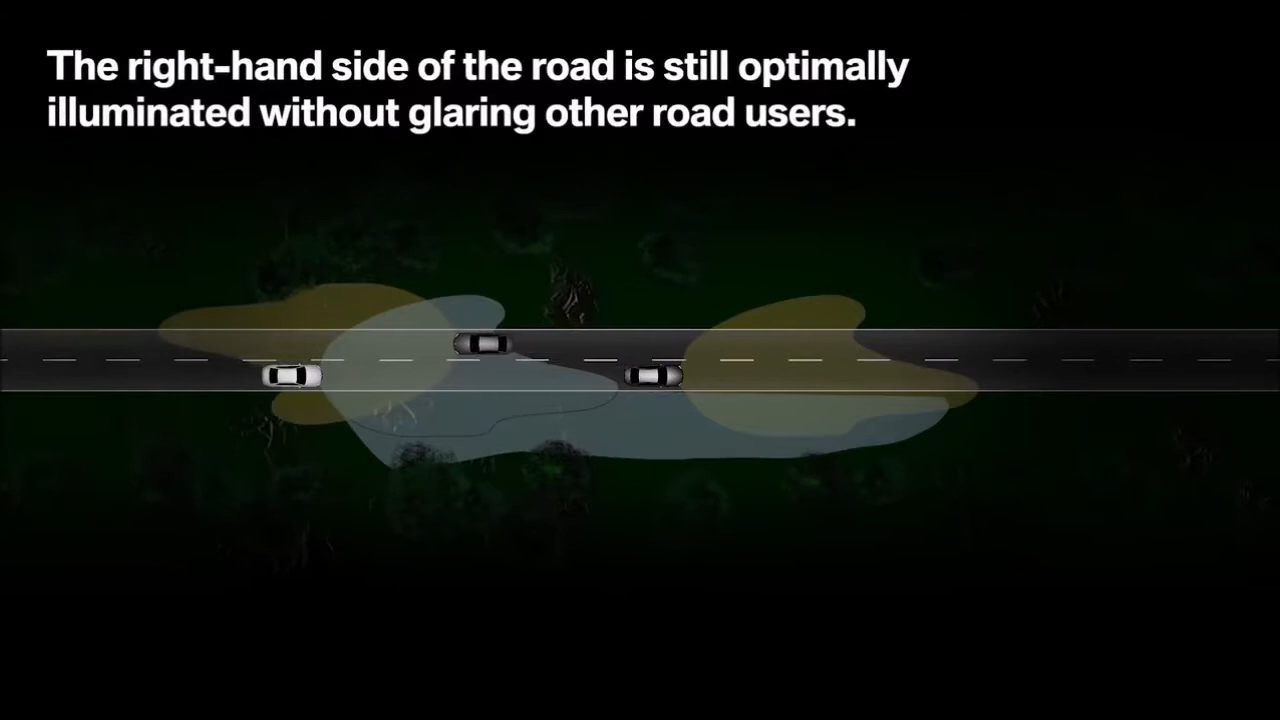 The right-hand side of the road is still optimally
illuminated without glaring other road users.